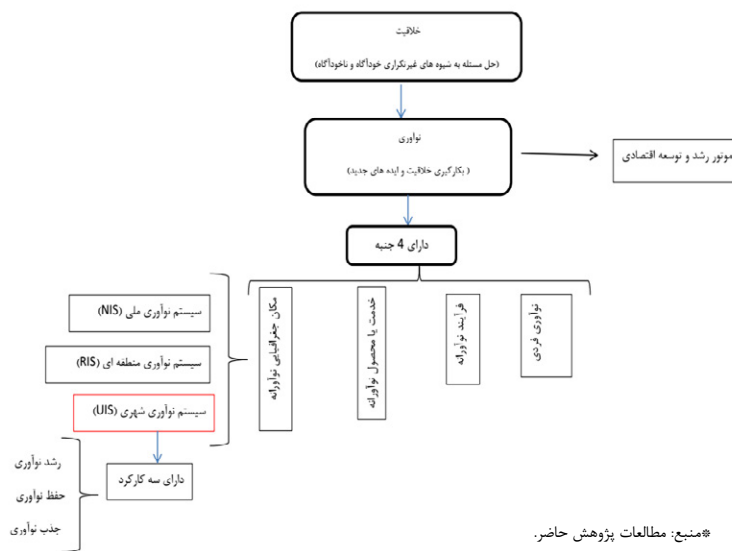 خلاقیت
(حل مسئله به شیوه های غیرتکراری خودآگاه و ناخودآگاه)
نوآوری
( بکارگیری خلاقیت و ایده های جدید)
موتور رشد و توسعه اقتصادی
دارای 4 جنبه
نوآوری فردی
فرآیند نوآورانه
خدمت یا محصول نوآورانه
مکان جغرافیایی نوآورانه
سیستم نوآوری ملی (NIS)
سیستم نوآوری منطقه ای (RIS)
سیستم نوآوری شهری (UIS)
دارای سه کارکرد
رشد نوآوری
حفظ نوآوری
جذب نوآوری
*منبع: مطالعات پژوهش حاضر.